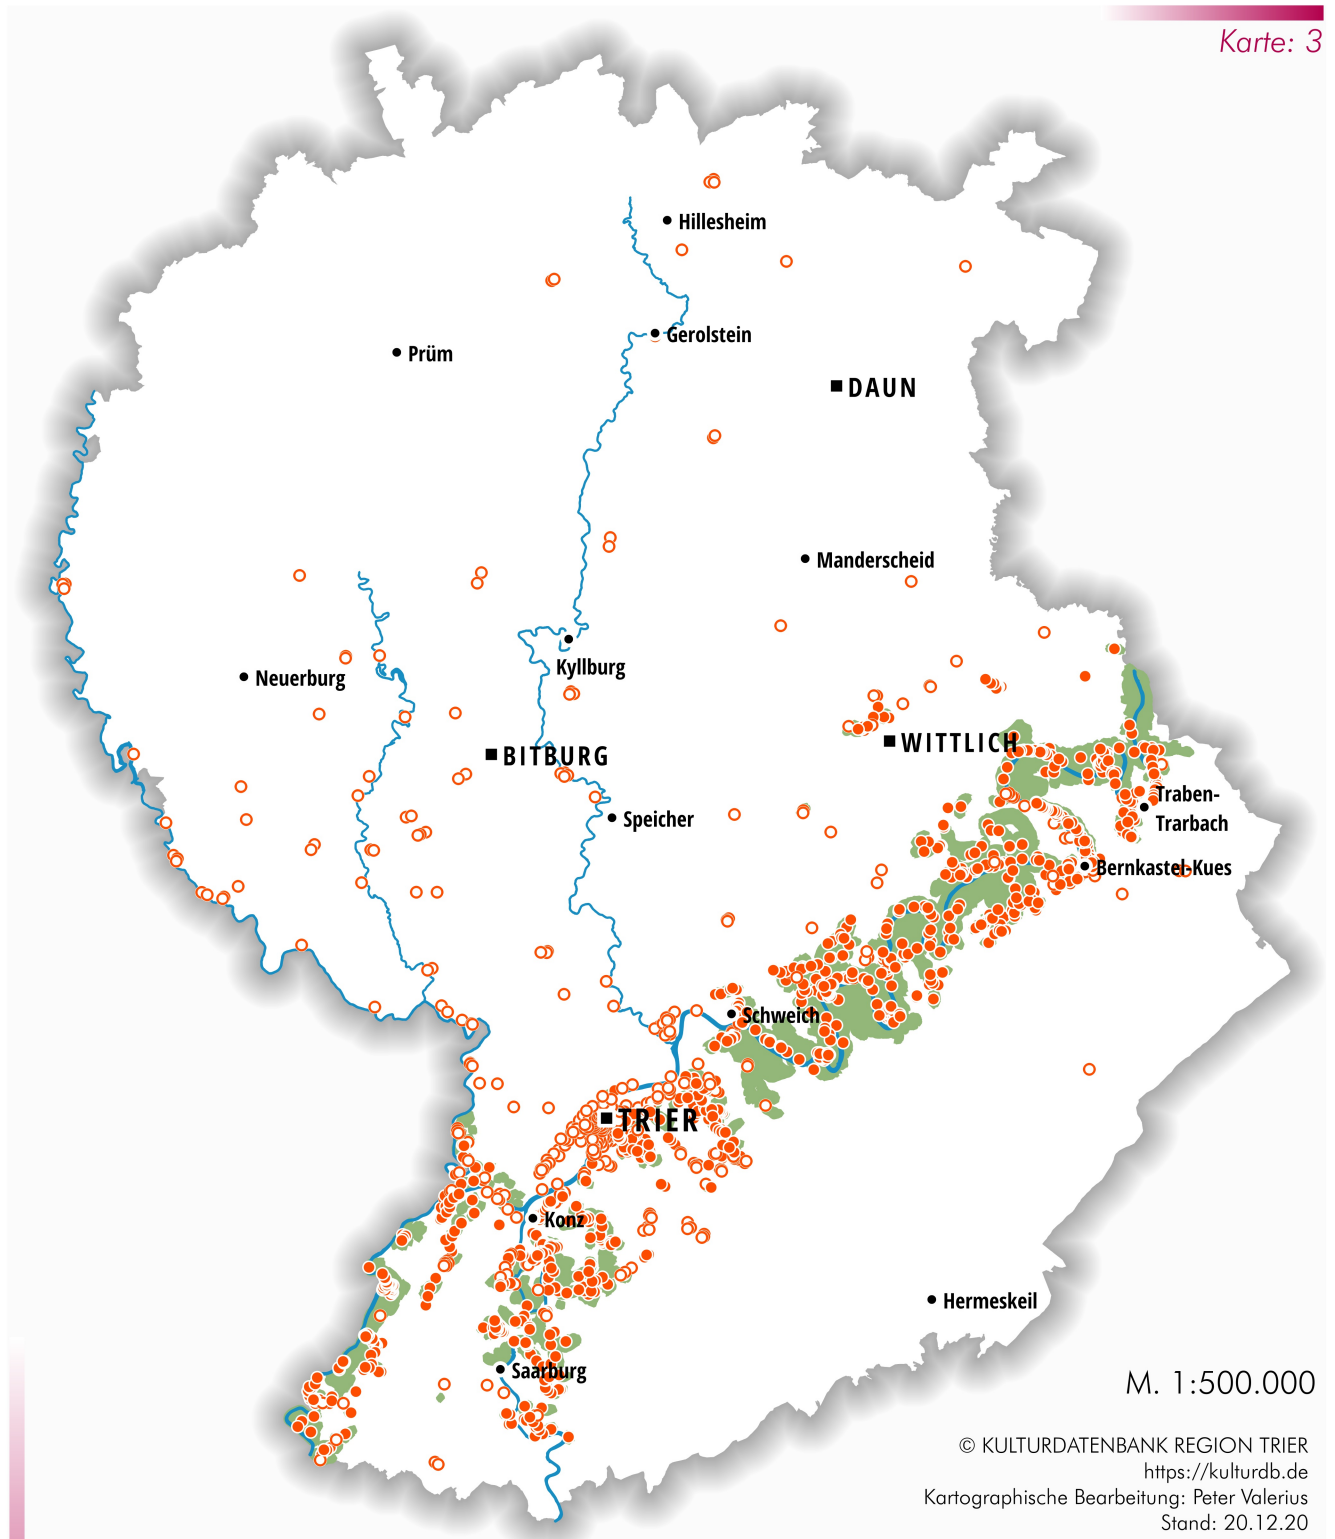 Karte: 3
Hillesheim
Gerolstein
Prüm
DAUN
Manderscheid
Kyllburg
Neuerburg
WITTLICH
BITBURG
Traben-
Trarbach
Speicher
Bernkastel-Kues
Schweich
TRIER
Konz
Hermeskeil
Saarburg
M. 1:500.000
© KULTURDATENBANK REGION TRIER
https://kulturdb.de
Kartographische Bearbeitung: Peter Valerius
Stand: 20.12.20